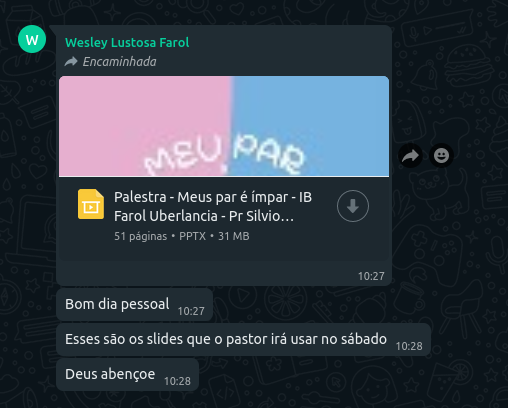 W
Wesley Lustosa Farol
Encaminhada
MEU PAR
Palestra - Meus par é ímpar - IB
Farol Uberlancia - Pr Silvio...
51 páginas • PPTX • 31 MB
10:27
Bom dia pessoal 10:27
Esses são os slides que o pastor irá usar no sábado 10:28
Deus abençoe 10:28